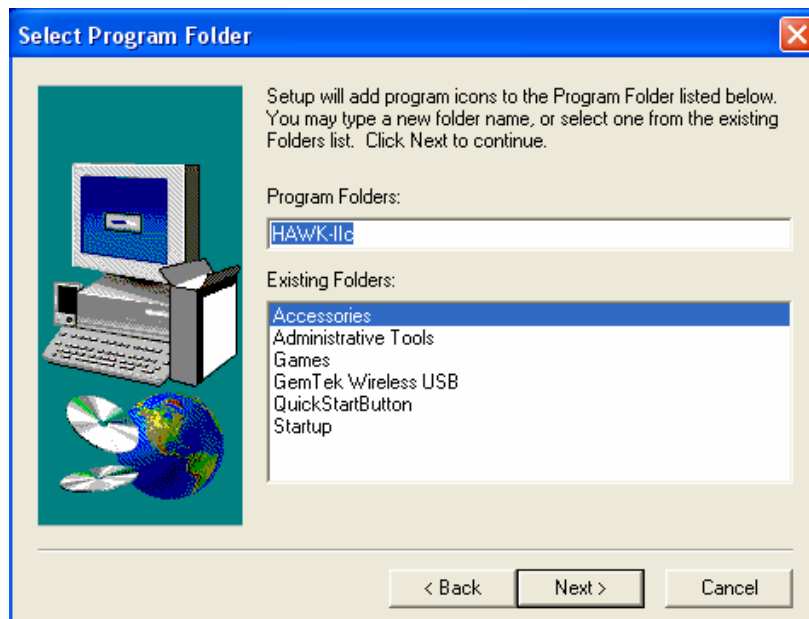 Select Program Folder
Setup will add program icons to the Program Folder listed below.
You may type a new folder name, or select one from the existing
Folders list. Click Next to continue.
Program Folders:
HAWK-IIc
Existing Folders:
Accessories
Administrative Tools
Games
GemTek Wireless USB
QuickStartButton
Startup
< Back
Next >
Cancel